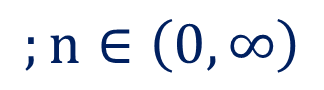 ; n ∈ (0, ∞)